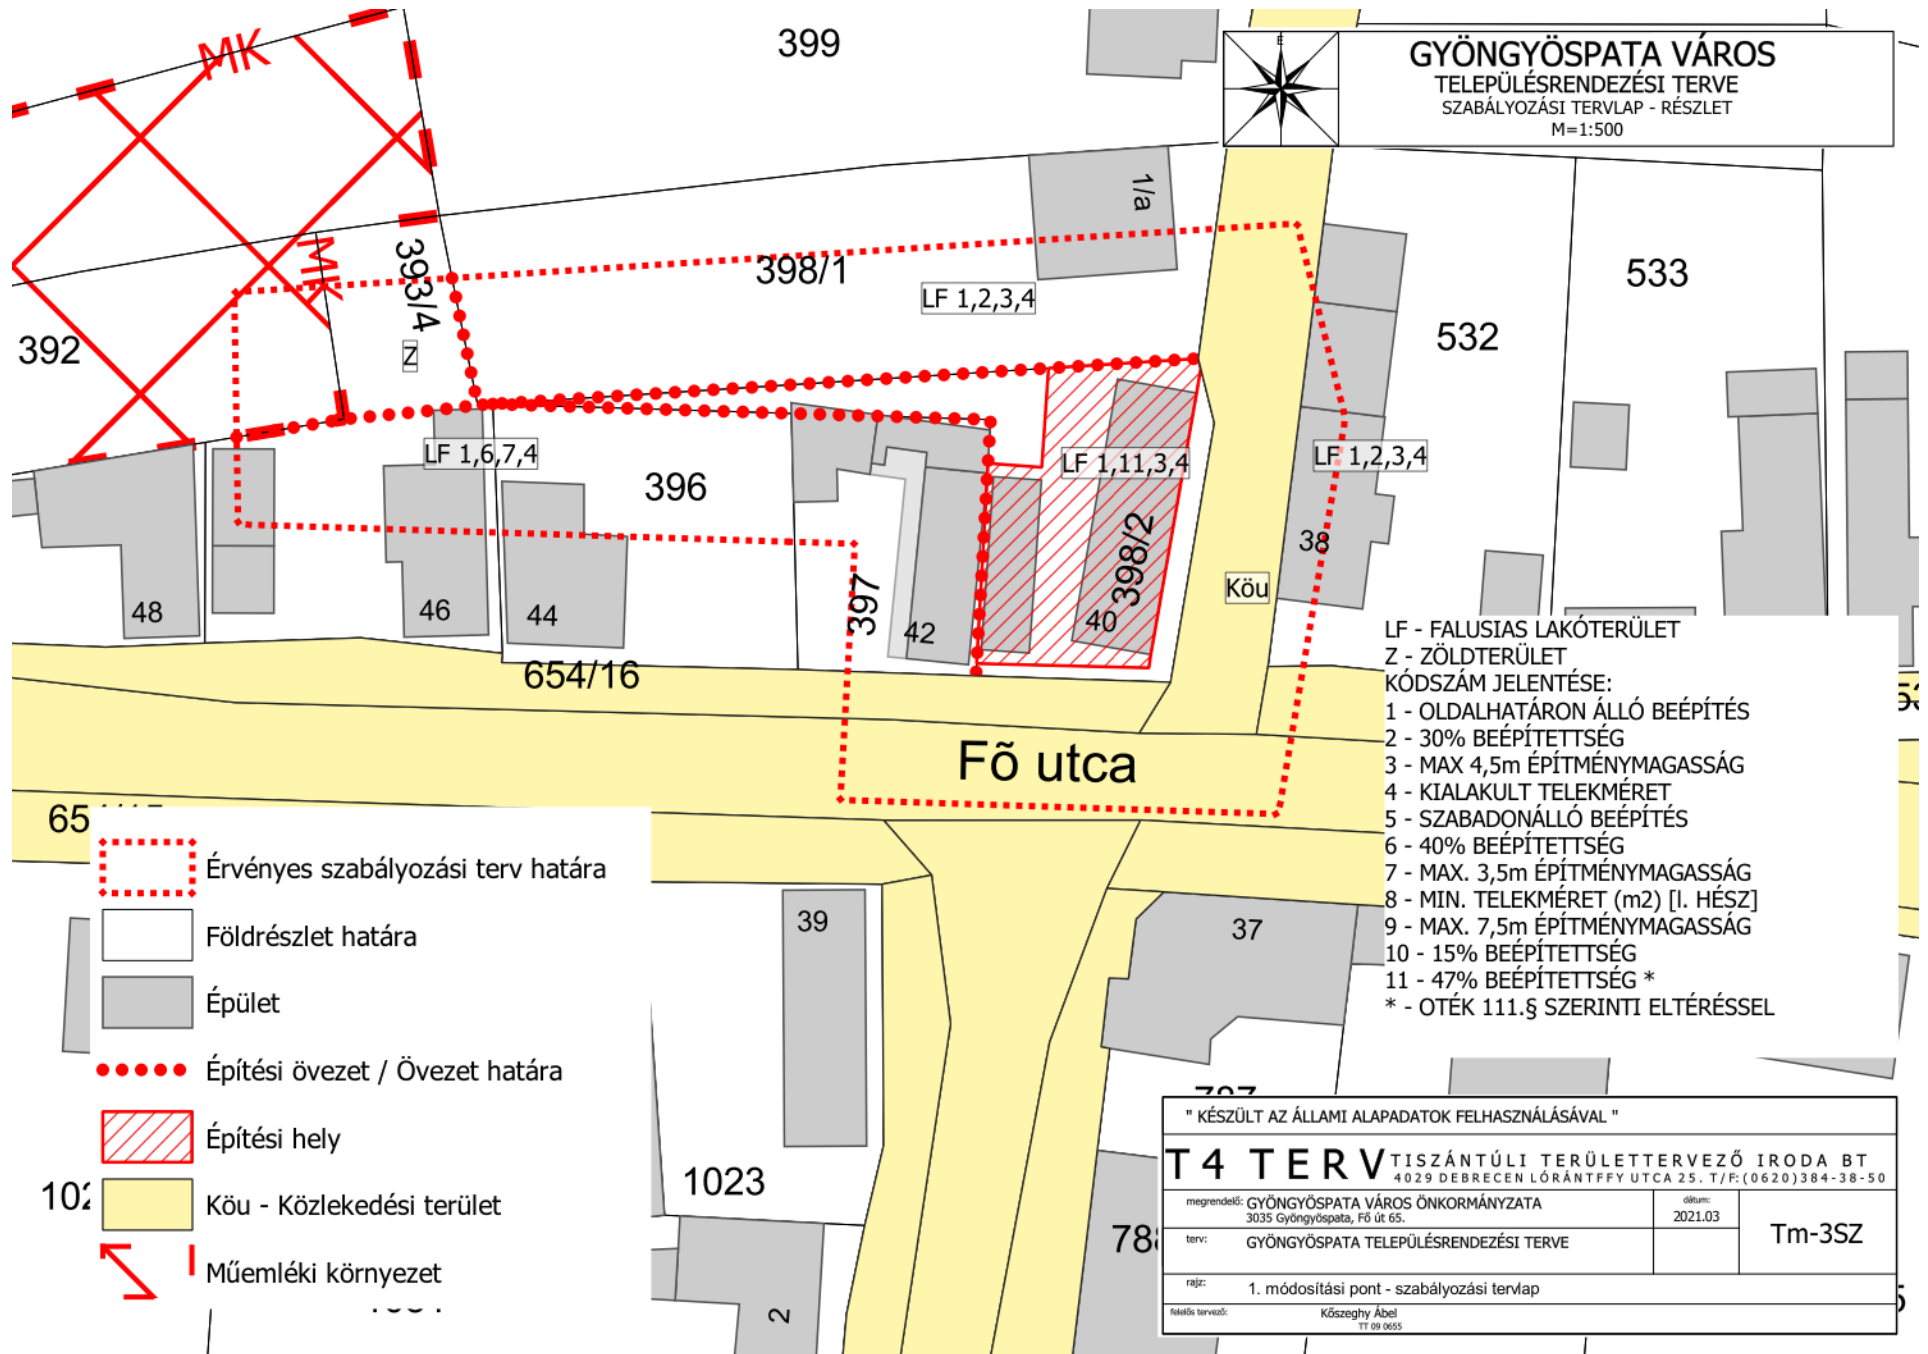 399
E
GYÖNGYÖSPATA VÁROS
TELEPÜLÉSRENDEZÉSI TERVE
SZABÁLYOZÁSI TERVLAP - RÉSZLET
M=1:500
MK
MK
1/a
393/4
398/1
LF 1,2,3,4
533
532
392
Z
LF 1,6,7,4
396
LF 1,11,3,4
LF 1,2,3,4
398/2
38
397
Köu
48
46
44
42
40
654/16
Fõ utca
LF - FALUSIAS LAKÓTERÜLET
Z - ZÖLDTERÜLET
KÓDSZÁM JELENTÉSE:
1 - OLDALHATÁRON ÁLLÓ BEÉPÍTÉS
2 - 30% BEÉPÍTETTSÉG
3 - MAX 4,5m ÉPÍTMÉNYMAGASSÁG
4 - KIALAKULT TELEKMÉRET
5 - SZABADONÁLLÓ BEÉPÍTÉS
6 - 40% BEÉPÍTETTSÉG
7 - MAX. 3,5m ÉPÍTMÉNYMAGASSÁG
8 - MIN. TELEKMÉRET (m2) [l. HÉSZ]
9 - MAX. 7,5m ÉPÍTMÉNYMAGASSÁG
10 - 15% BEÉPÍTETTSÉG
11 - 47% BEÉPÍTETTSÉG *
* - OTÉK 111.§ SZERINTI ELTÉRÉSSEL
Érvényes szabályozási terv határa
Földrészlet határa
Épület
Építési övezet / Övezet határa
Építési hely
Köu - Közlekedési terület
Műemléki környezet
39
37
1023
2
" KÉSZÜLT AZ ÁLLAMI ALAPADATOK FELHASZNÁLÁSÁVAL "
T4 TERV TISZÁNTÚLI TERÜLETTERVEZŐ IRODA BT
4029 DEBRECEN LÓRÁNTFFY UTCA 25. T/F:(0620)384-38-50
megrendelő: GYÖNGYÖSPATA VÁROS ÖNKORMÁNYZATA
3035 Gyöngyöspata, Fő út 65.
dátum:
2021.03
Tm-3SZ
terv: GYÖNGYÖSPATA TELEPÜLÉSRENDEZÉSI TERVE
rajz: 1. módosítási pont - szabályozási tervlap
felelős tervező: Kőszeghy Ábel
TT 09 0655